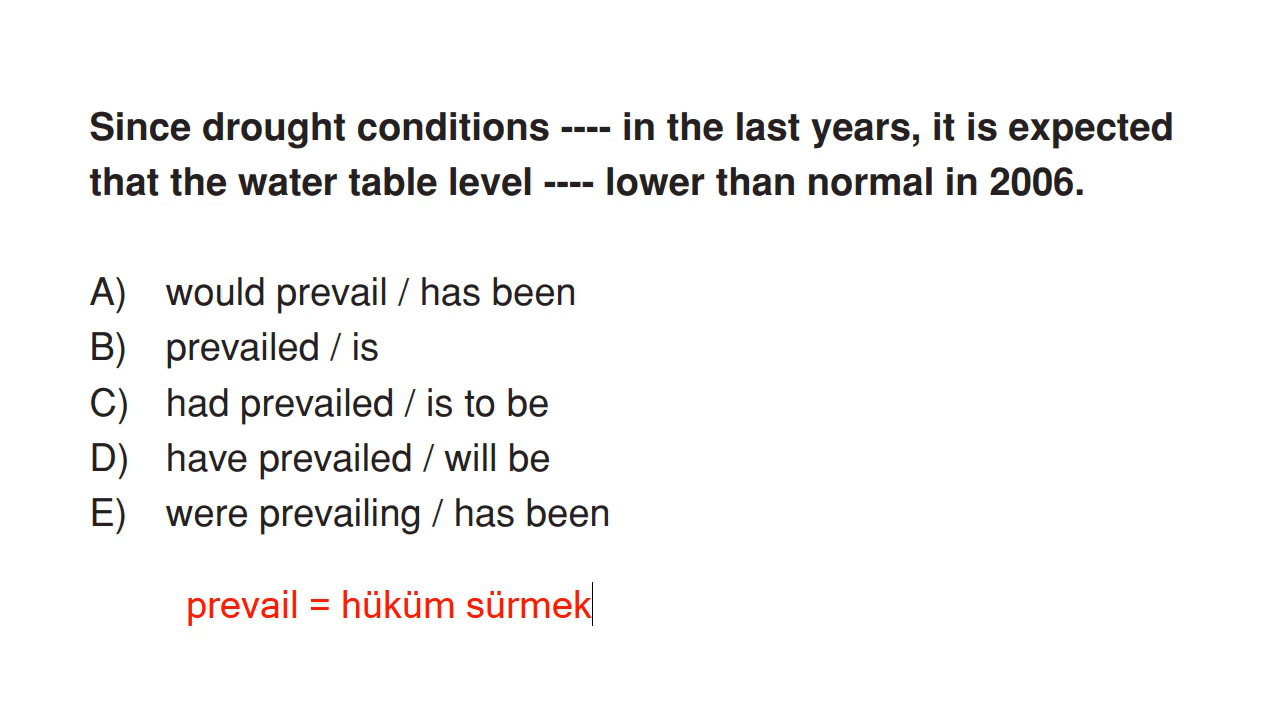 Since drought conditions ---- in the last years, it is expected
that the water table level ---- lower than normal in 2006.
A) would prevail / has been
B) prevailed / is
C) had prevailed / is to be
D) have prevailed / will be
E) were prevailing / has been
prevail = hüküm sürmek